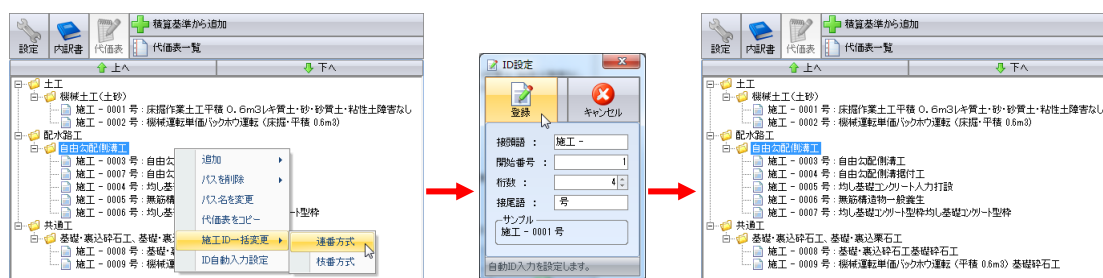 積算基準から追加
設定
内訳書
代価表
代価表一覧
上へ
下へ
土工
機械土工(土砂)
施工 - 0001 号 : 床掘作業土工平積 0.6m3レキ質土・砂・砂質土・粘性土障害なし
施工 - 0002 号 : 機械運転単価バックホウ運転 (床掘・平積 0.6m3)
配水路工
自由勾配側溝工
施工 - 0003 号 : 自由勾
施工 - 0007 号 : 自由勾
施工 - 0004 号 : 均し基
施工 - 0005 号 : 無筋構
施工 - 0006 号 : 均し基
ート型枠
共通工
基礎・裏込砕石工、基礎・裏
施工 - 0008 号 : 基礎・
施工 - 0009 号 : 機械運
追加
パスを削除
パス名を変更
代価表をコピー
施工ID一括変更
ID自動入力設定
連番方式
枝番方式
ID設定
登録
キャンセル
接頭語 :
施工 -
開始番号 :
1
桁数 :
4
接尾語 :
号
サンプル
施工 - 0001 号
自動ID入力を設定します。
積算基準から追加
設定
内訳書
代価表
代価表一覧
上へ
下へ
土工
機械土工(土砂)
施工 - 0001 号 : 床掘作業土工平積 0.6m3レキ質土・砂・砂質土・粘性土障害なし
施工 - 0002 号 : 機械運転単価バックホウ運転 (床掘・平積 0.6m3)
配水路工
自由勾配側溝工
施工 - 0003 号 : 自由勾配側溝工
施工 - 0004 号 : 自由勾配側溝据付工
施工 - 0005 号 : 均し基礎コンクリート人力打設
施工 - 0006 号 : 無筋構造物一般養生
施工 - 0007 号 : 均し基礎コンクリート型枠均し基礎コンクリート型枠
共通工
基礎・裏込砕石工、基礎・裏込栗石工
施工 - 0008 号 : 基礎・裏込砕石工基礎砕石工
施工 - 0009 号 : 機械運転単価バックホウ運転 (平積 0.6m3) 基礎砕石工